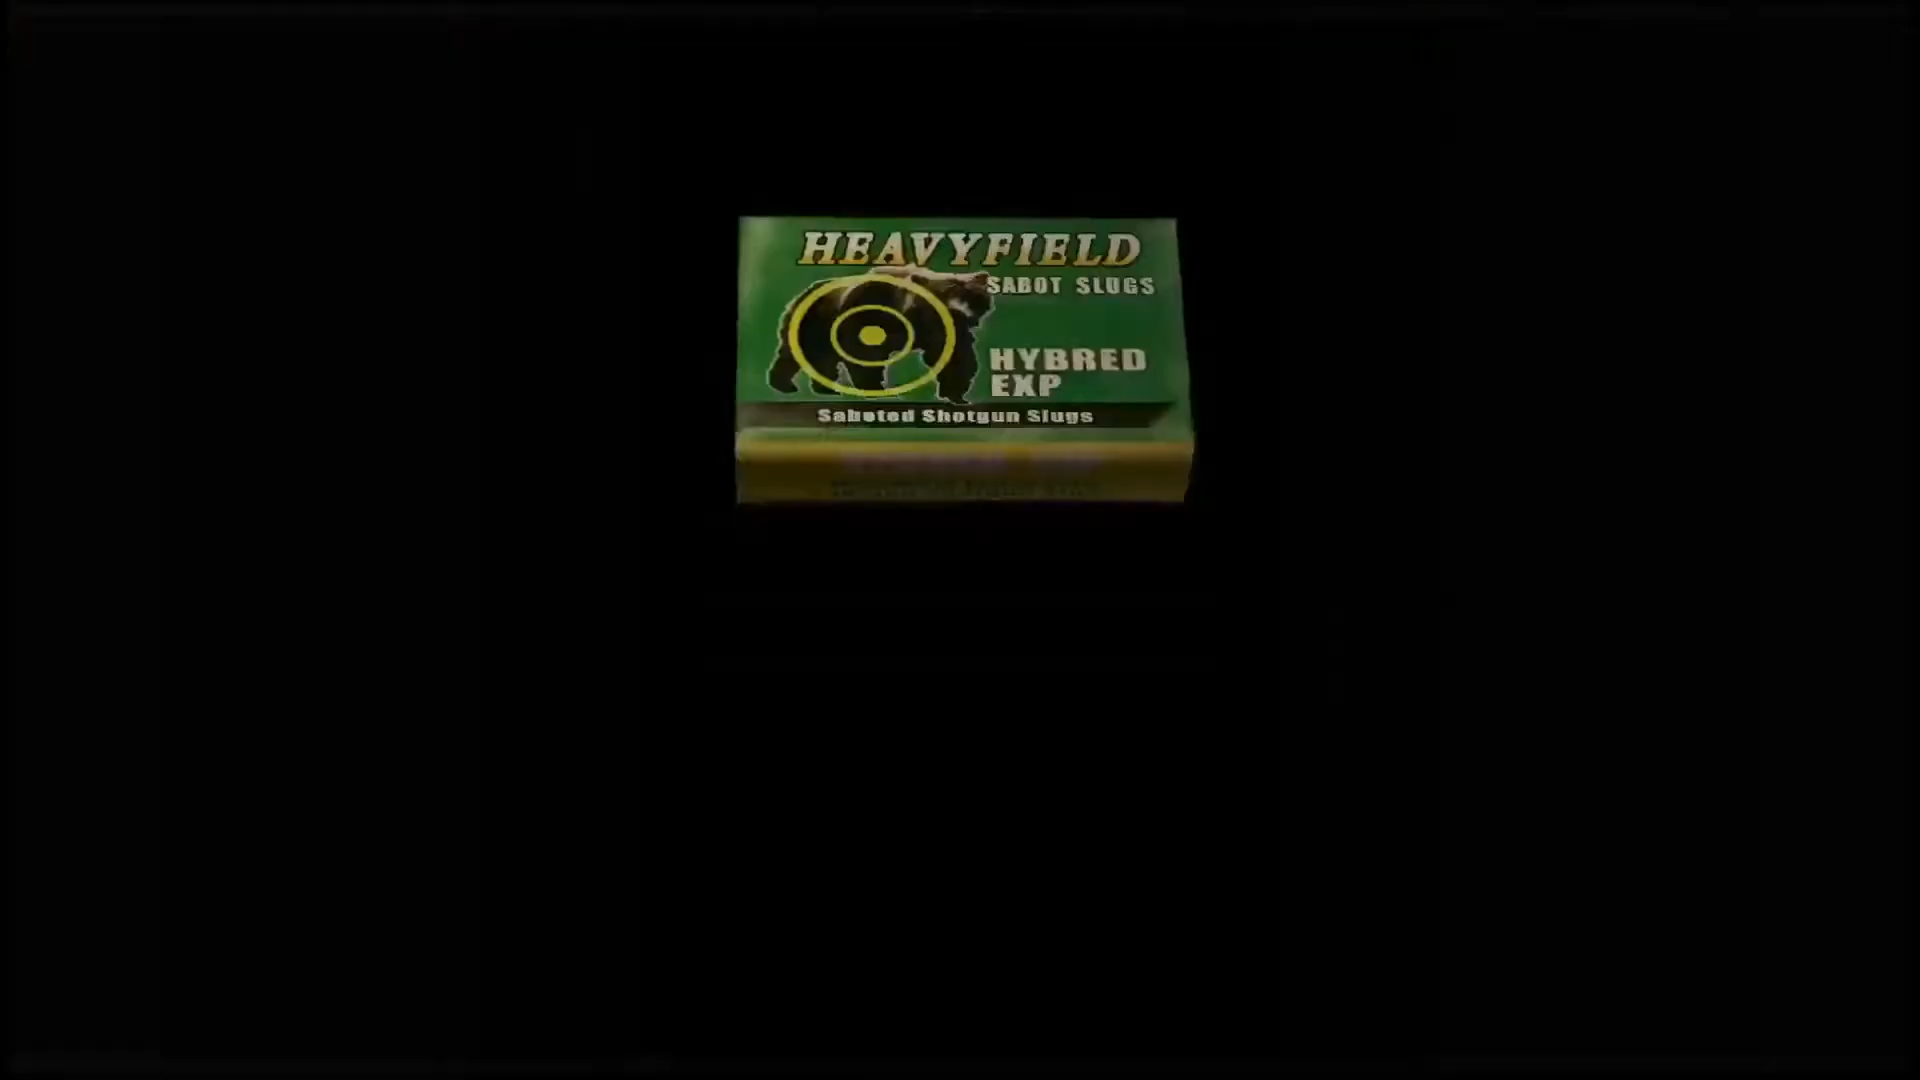 HEAVYFIELD
SABOT SLUGS
HYBRED
EXP
Saboted Shotgun Slugs